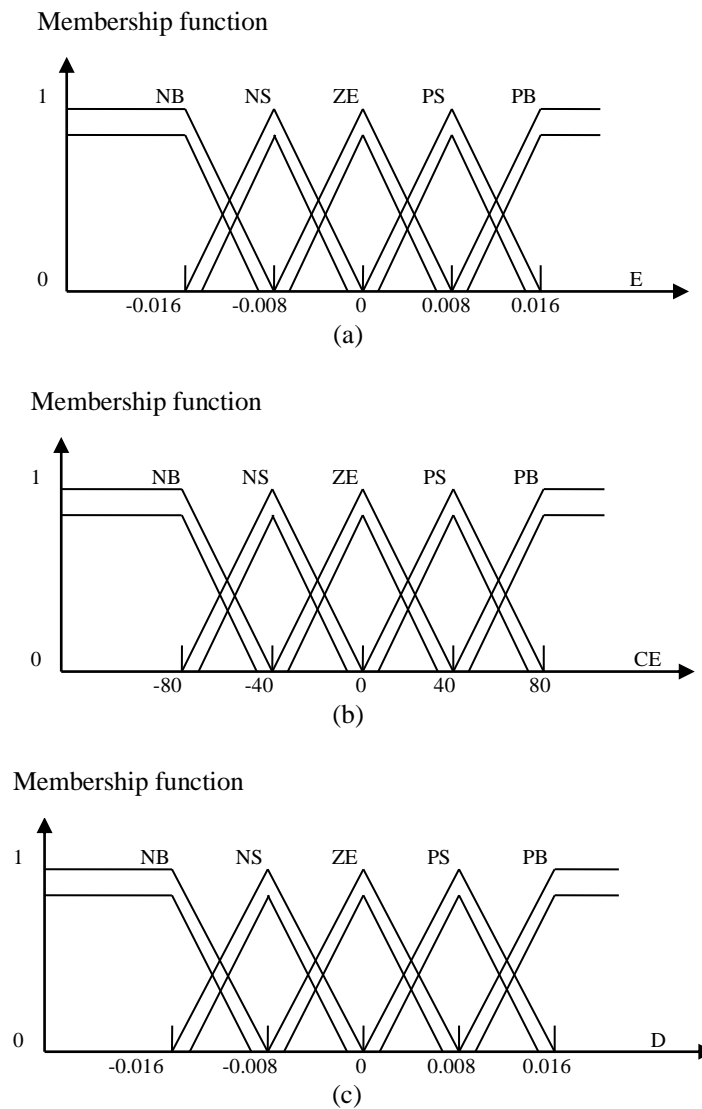 Membership function
1 NB NS ZE PS PB
0 E
-0.016 -0.008 0 0.008 0.016
(a)
Membership function
1 NB NS ZE PS PB
0 CE
-80 -40 0 40 80
(b)
Membership function
1 NB NS ZE PS PB
0 D
-0.016 -0.008 0 0.008 0.016
(c)